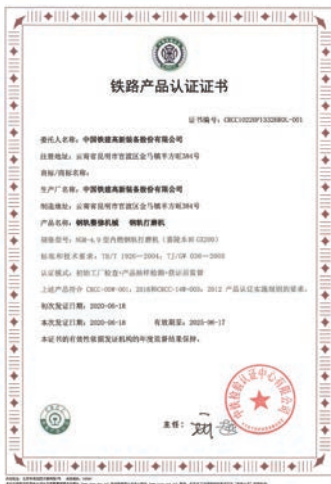 铁路产品认证证书
证书编号：CRCC10220P13328R0L-001
委托人名称：中国铁建高新装备股份有限公司
注册地址：云南省昆明市官渡区金马镇羊方旺384号
商标/商标名称：
生产厂名称：中国铁建高新装备股份有限公司
制造地址：云南省昆明市官渡区金马镇羊方旺384号
产品名称：钢轨整修机械 钢轨打磨机
标准和技术要求：TB/T 1926—2004，TJ/GW 036—2003
认证模式：初始工厂检查+产品抽样检测+获证后监督
初次发证日期：2020-06-18
本次发证日期：2020-06-18 有效期至：2025-06-17
本证书的有效性依据发证机构的年度监督结果保持。
主任：